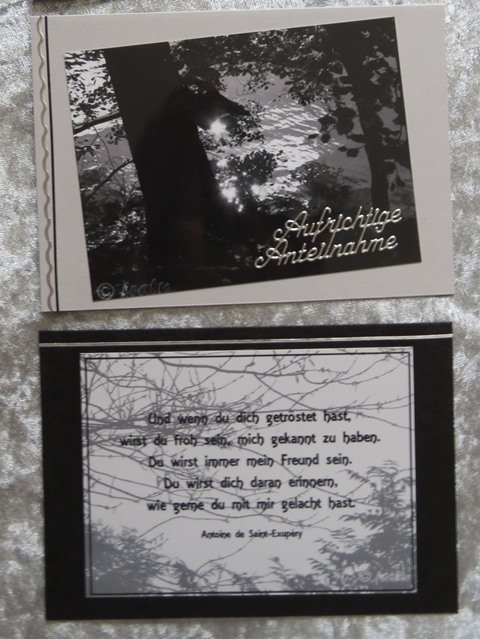 Aufrichtige
Anteilnahme
Und wenn du dich getröstet hast,
wirst du froh sein, mich gekannt zu haben.
Du wirst immer mein Freund sein.
Du wirst dich daran erinnern,
wie gerne du mit mir gelacht hast.
Antoine de Saint-Exupery